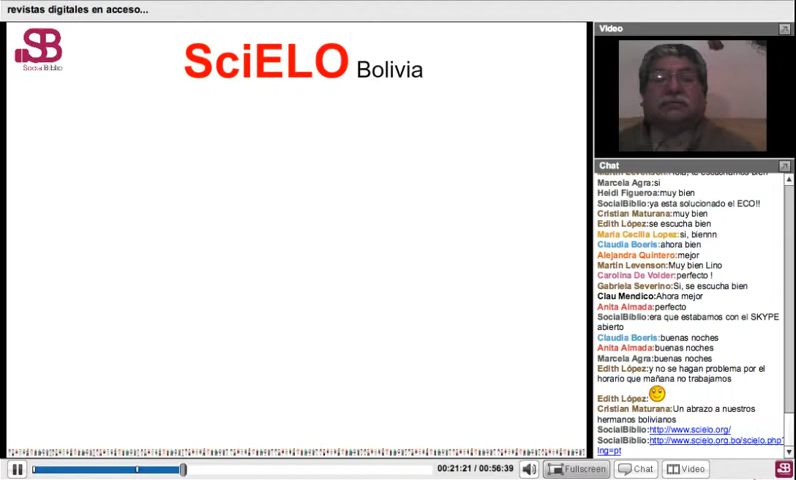 revistas digitales en acceso...
SB
Social Biblio
SciELO Bolivia
Video
Chat
Marcela Agra:si
Heidi Figueroa:muy bien
SocialBiblio:ya esta solucionado el ECO!!
Cristian Maturana:muy bien
Edith López:se escucha bien
Maria Cecilia Lopez:si, biennn
Claudia Boeris:ahora bien
Alejandra Quintero:mejor
Martin Levenson:Muy bien Lino
Carolina De Volder:perfecto !
Gabriela Severino:Si, se escucha bien
Clau Mendico:Ahora mejor
Anita Almada:perfecto
SocialBiblio:era que estabamos con el SKYPE
abierto
Claudia Boeris:buenas noches
Anita Almada:buenas noches
Marcela Agra:buenas noches
Edith López:y no se hagan problema por el
horario que mañana no trabajamos
Edith López:
Cristian Maturana:Un abrazo a nuestros
hermanos bolivianos
SocialBiblio:http://www.scielo.org/
SocialBiblio:http://www.scielo.org.bo/scielo.php?
lng=pt
00:21:21 / 00:56:39
Fullscreen
Chat
Video
SB